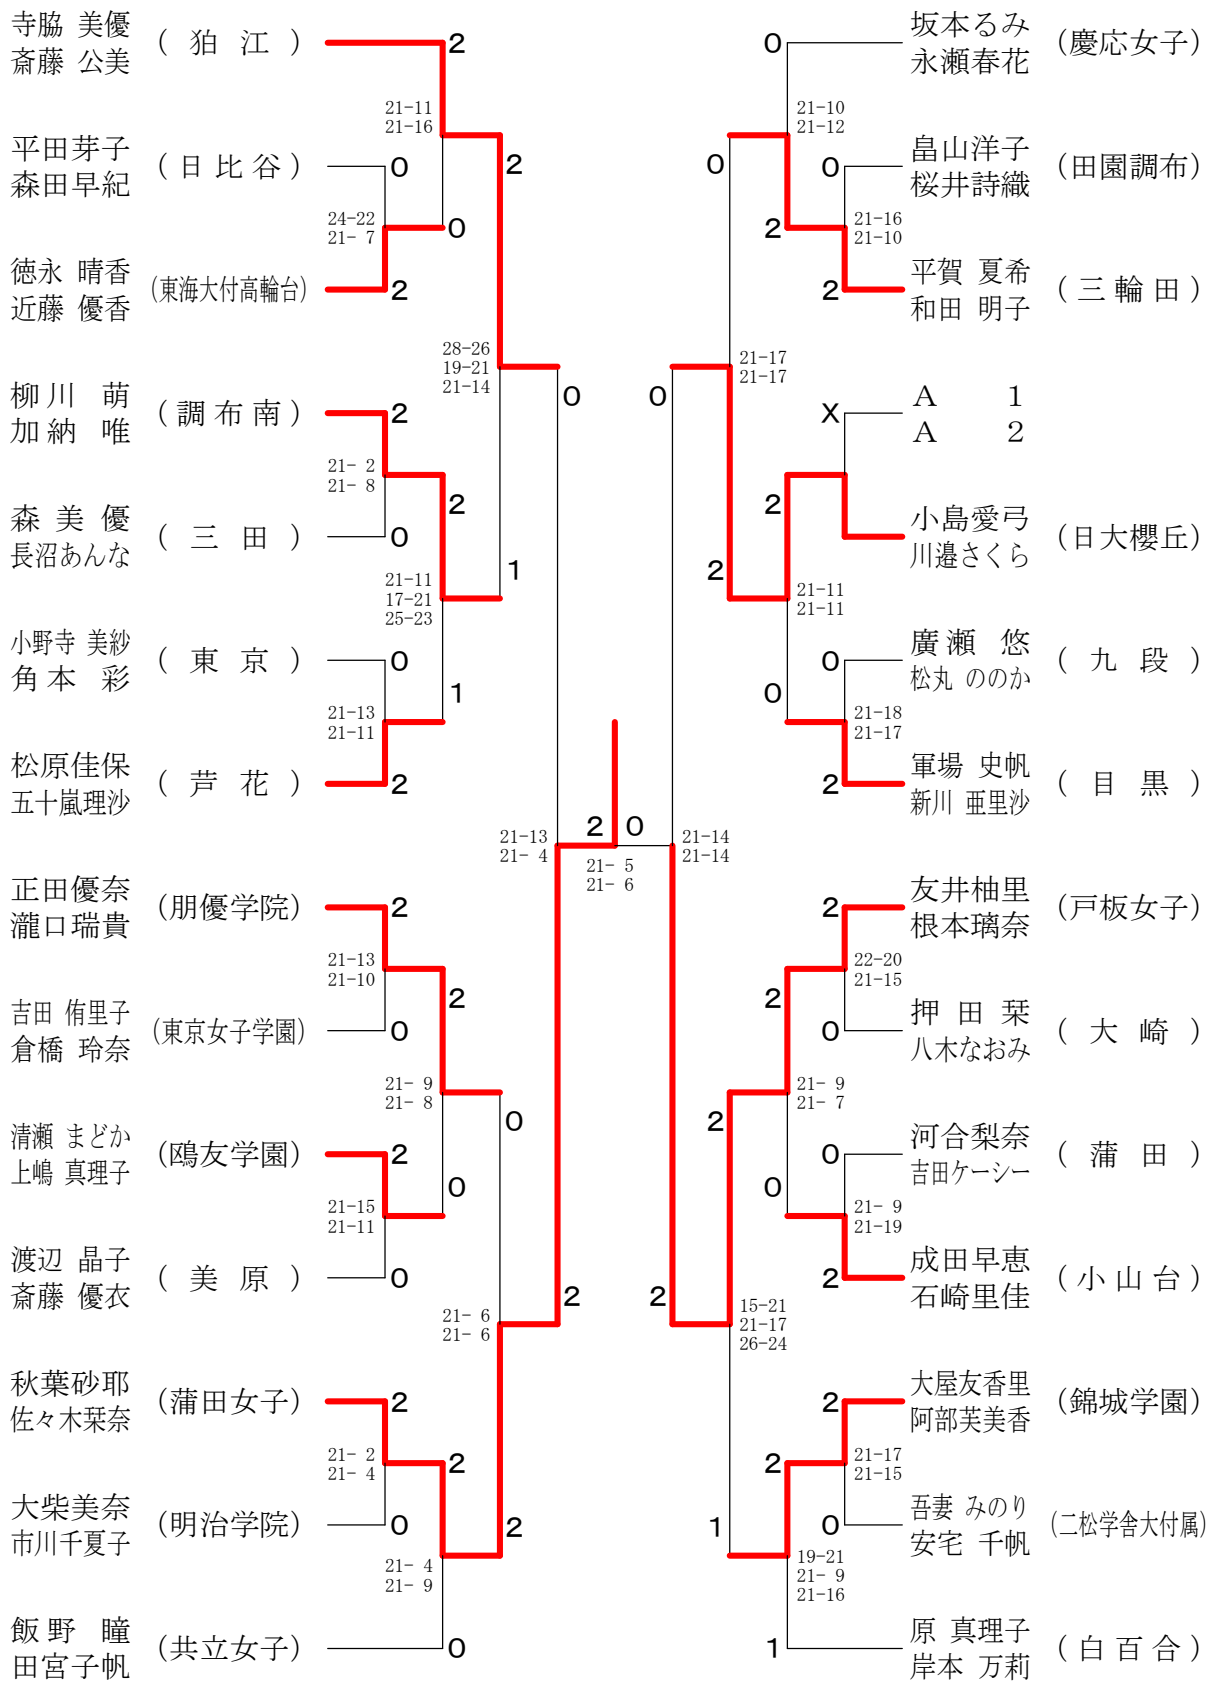 寺脇 美優
斎藤 公美
( 狛 江 )
2
21-11
21-16
平田芽子
森田早紀
( 日 比 谷 )
0
2
24-22
21- 7
0
徳永 晴香
近藤 優香
(東海大付高輪台)
2
28-26
19-21
21-14
0
柳川 萌
加納 唯
( 調 布 南 )
2
21- 2
21- 8
2
森 美 優
長沼あんな
( 三 田 )
0
1
21-11
17-21
25-23
小野寺 美紗
角本 彩
( 東 京 )
0
1
21-13
21-11
松原佳保
五十嵐理沙
( 芦 花 )
2
21-13
21- 4
2
0
21- 5
21- 6
正田優奈
瀧口瑞貴
(朋優学院)
2
21-13
21-10
2
吉田 侑里子
倉橋 玲奈
(東京女子学園)
0
21- 9
21- 8
0
清瀬 まどか
上嶋 真理子
(鴎友学園)
2
0
21-15
21-11
渡辺 晶子
斎藤 優衣
( 美 原 )
0
2
21- 6
21- 6
秋葉砂耶
佐々木栞奈
(蒲田女子)
2
21- 2
21- 4
2
大柴美奈
市川千夏子
(明治学院)
0
2
21- 4
21- 9
飯野 瞳
田宮子帆
(共立女子)
0
0
坂本るみ
永瀬春花
(慶応女子)
21-10
21-12
0
0
畠山洋子
桜井詩織
(田園調布)
2
21-16
21-10
2
平賀 夏希
和田 明子
( 三 輪 田 )
21-17
21-17
0
X
A 1
A 2
2
小島愛弓
川邉さくら
(日大櫻丘)
2
21-11
21-11
0
廣瀬 悠
松丸 ののか
( 九 段 )
0
21-18
21-17
2
軍場 史帆
新川 亜里沙
( 目 黒 )
21-14
21-14
2
友井柚里
根本璃奈
(戸板女子)
22-20
21-15
2
0
押 田 栞
八木なおみ
( 大 崎 )
21- 9
21- 7
2
0
河合梨奈
吉田ケーシー
( 蒲 田 )
0
21- 9
21-19
2
成田早恵
石崎里佳
( 小 山 台 )
2
15-21
21-17
26-24
2
大屋友香里
阿部芙美香
(錦城学園)
2
21-17
21-15
1
0
吾妻 みのり
安宅 千帆
(二松学舎大付属)
19-21
21- 9
21-16
1
原 真理子
岸本 万莉
( 白 百 合 )